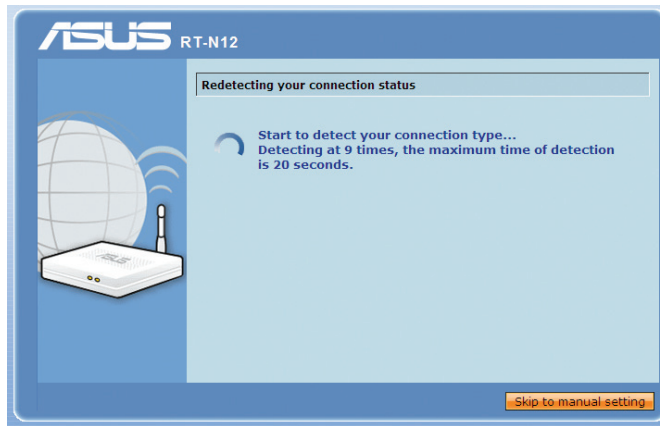 ASUS RT-N12
Redetecting your connection status
Start to detect your connection type...
Detecting at 9 times, the maximum time of detection
is 20 seconds.
ASUS
Skip to manual setting